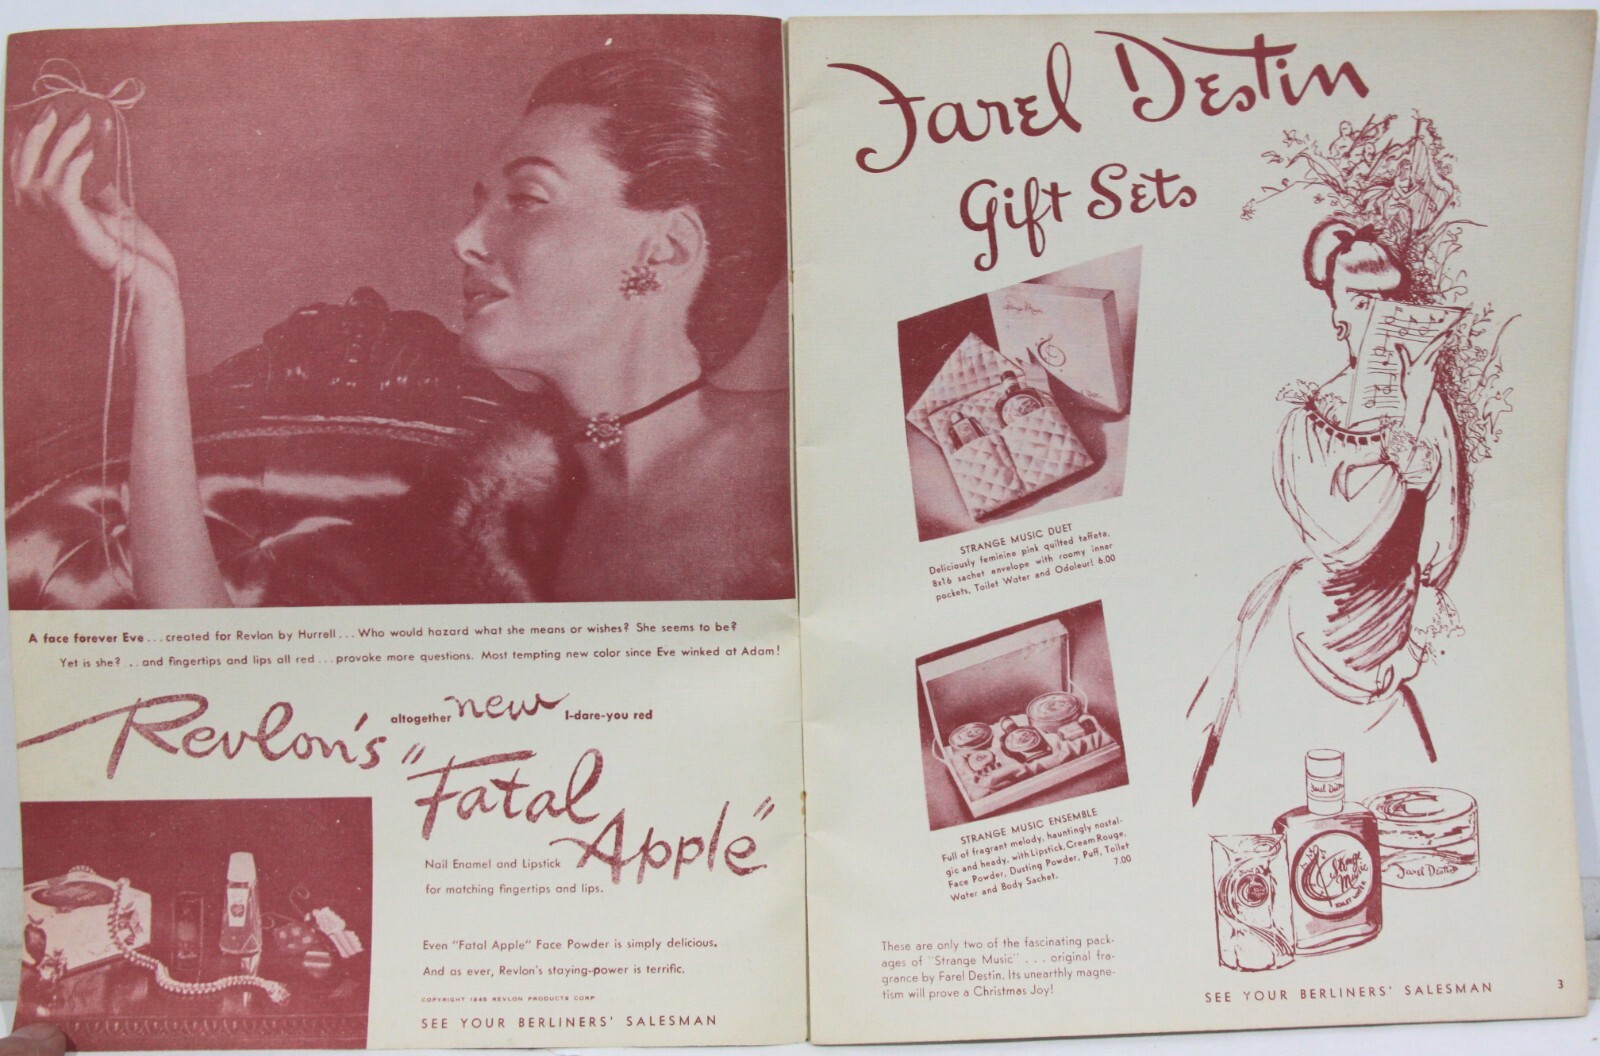 A face forever Eve...created for Revlon by Hurrell...Who would hazard what she means or wishes? She seems to be?
Yet is she? ...and fingertips and lips all red...provoke more questions. Most tempting new color since Eve winked at Adam!
Revlon's altogether new I-dare-you red
"Fatal
Apple"
Nail Enamel and Lipstick
for matching fingertips and lips.
Even "Fatal Apple" Face Powder is simply delicious.
And as ever, Revlon's staying-power is terrific.
COPYRIGHT 1945 REVLON PRODUCTS CORP
SEE YOUR BERLINERS' SALESMAN
Farel Destin
Gift Sets
STRANGE MUSIC DUET
Deliciously feminine pink quilted taffeta,
8x16 sachet envelope with roomy inner
pockets, Toilet Water and Odoleur! 6.00
STRANGE MUSIC ENSEMBLE
Full of fragrant melody, hauntingly nostal-
gic and heady, with Lipstick, Cream Rouge,
Face Powder, Dusting Powder, Puff, Toilet
Water and Body Sachet. 7.00
These are only two of the fascinating pack-
ages of "Strange Music" ... original fra-
grance by Farel Destin. Its unearthly magne-
tism will prove a Christmas Joy!
Farel Destin
Strange
Music
TOILET WATER
Farel Destin
SEE YOUR BERLINERS' SALESMAN
3